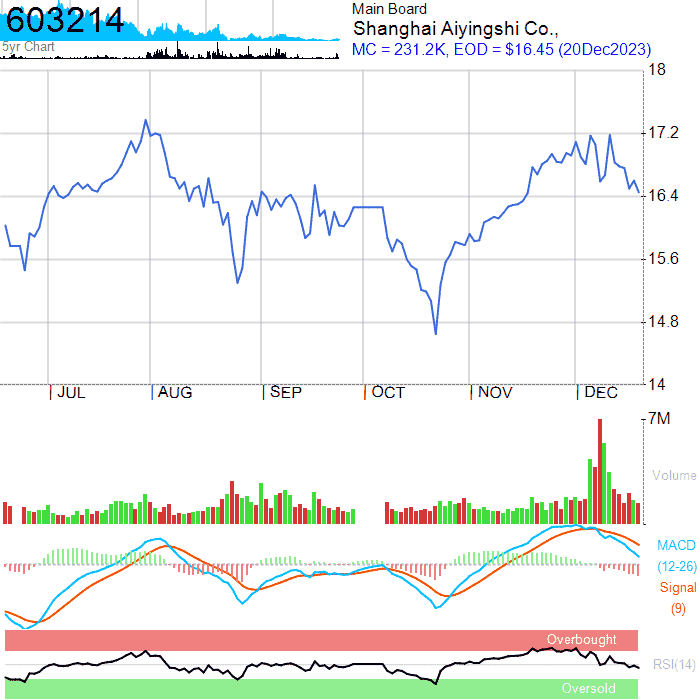 603214
5yr Chart
Main Board
Shanghai Aiyingshi Co.,
MC = 231.2K, EOD = $16.45 (20Dec2023)
18
17.2
16.4
15.6
14.8
14
JUL AUG SEP OCT NOV DEC
7M
Volume
MACD
(12-26)
Signal
(9)
Overbought
RSI(14)
Oversold